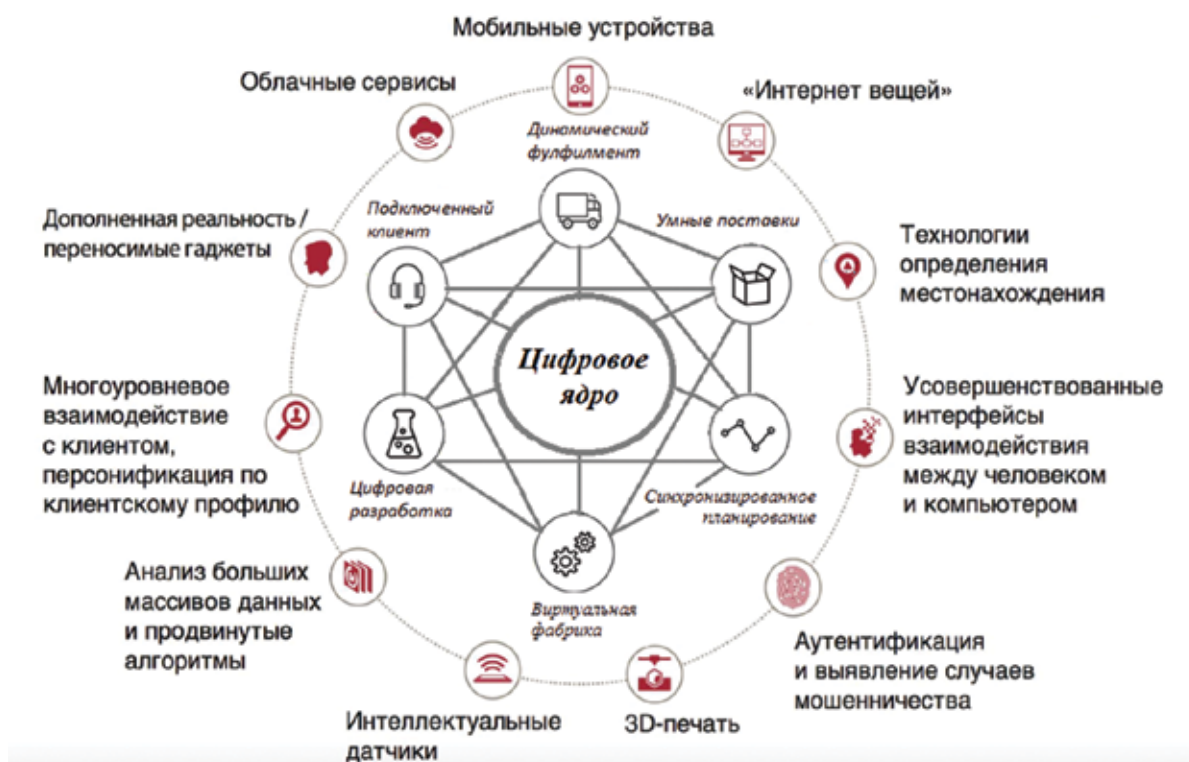 Мобильные устройства
Облачные сервисы
«Интернет вещей»
Динамический
фулфилмент
Дополненная реальность /
переносимые гаджеты
Подключенный
клиент
Умные поставки
Технологии
определения
местонахождения
Цифровое
ядро
Многоуровневое
взаимодействие
с клиентом,
персонификация по
клиентскому профилю
Усовершенствованные
интерфейсы
взаимодействия
между человеком
и компьютером
Цифровая
разработка
Синхронизированное
планирование
Анализ больших
массивов данных
и продвинутые
алгоритмы
Виртуальная
фабрика
Аутентификация
и выявление случаев
мошенничества
Интеллектуальные
датчики
3D-печать